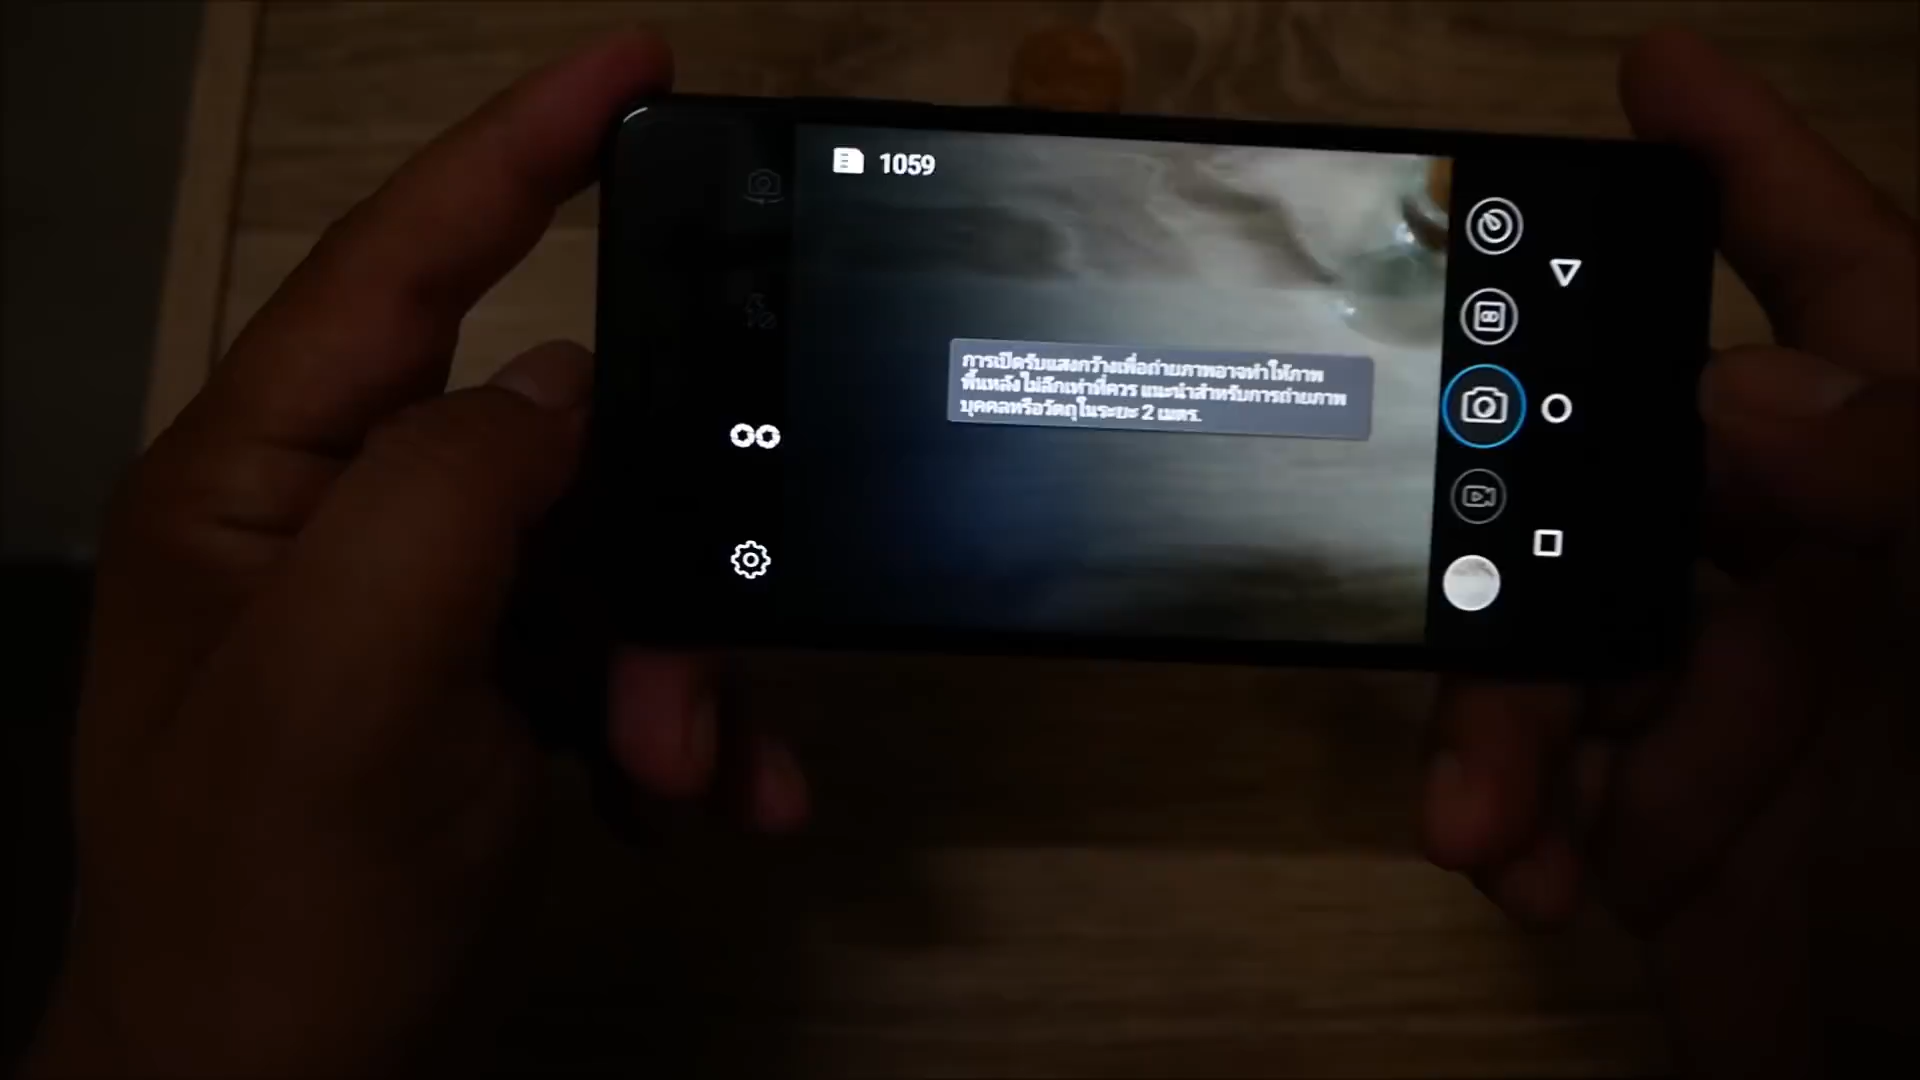 1059
การเปิดรับแสงกว้างเพื่อถ่ายภาพอาจทำให้ภาพ
พื้นหลังไม่ลึกเท่าที่ควร แนะนำสำหรับการถ่ายภาพ
บุคคลหรือวัตถุในระยะ 2 เมตร.